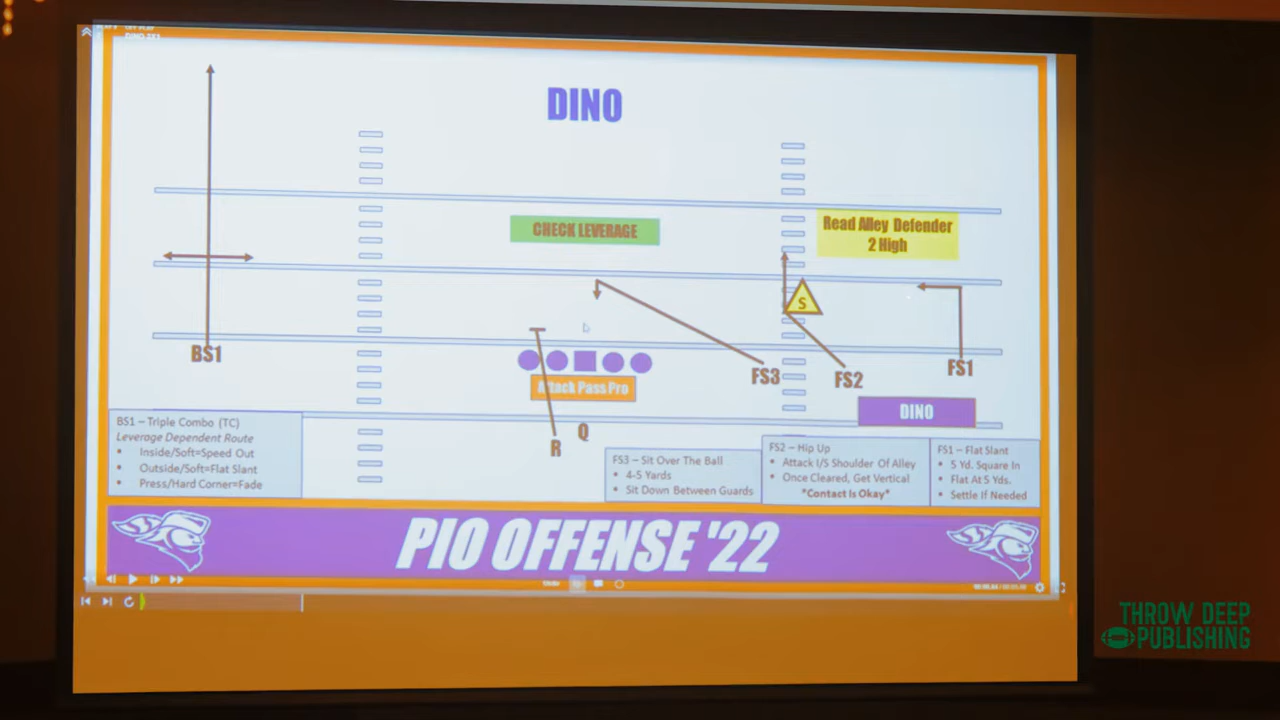 DINO
CHECK LEVERAGE
Read Alley Defender
2 High
S
BS1
FS3
FS2
FS1
Attack Pass Pro
DINO
R
Q
BS1 – Triple Combo (TC)
Leverage Dependent Route
• Inside/Soft=Speed Out
• Outside/Soft=Flat Slant
• Press/Hard Corner=Fade
FS3 – Sit Over The Ball
• 4-5 Yards
• Sit Down Between Guards
FS2 – Hip Up
• Attack I/S Shoulder Of Alley
• Once Cleared, Get Vertical
*Contact Is Okay*
FS1 – Flat Slant
• 5 Yd. Square In
• Flat At 5 Yds.
• Settle If Needed
PIO OFFENSE '22
THROW DEEP
PUBLISHING